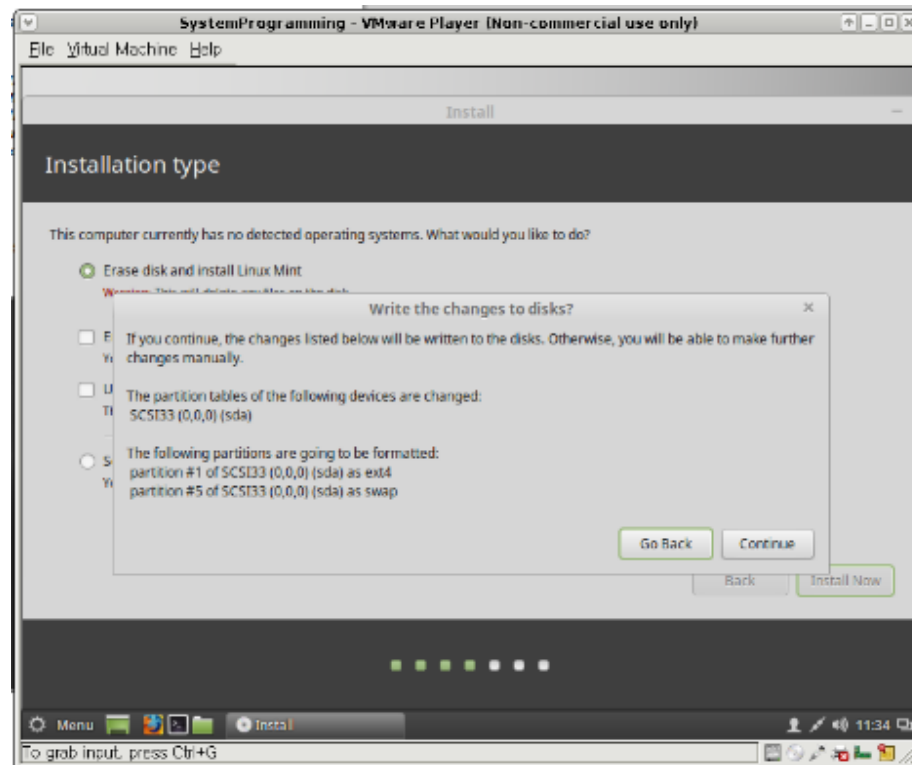 SystemProgramming - VMware Player (Non-commercial use only)
File Virtual Machine Help
Install
Installation type
This computer currently has no detected operating systems. What would you like to do?
Erase disk and install Linux Mint
Write the changes to disks?
If you continue, the changes listed below will be written to the disks. Otherwise, you will be able to make further
changes manually.
The partition tables of the following devices are changed:
SCSI33 (0,0,0) (sda)
The following partitions are going to be formatted:
partition #1 of SCSI33 (0,0,0) (sda) as ext4
partition #5 of SCSI33 (0,0,0) (sda) as swap
Go Back Continue
Back Install Now
Menu Install 11:34
To grab input, press Ctrl+G